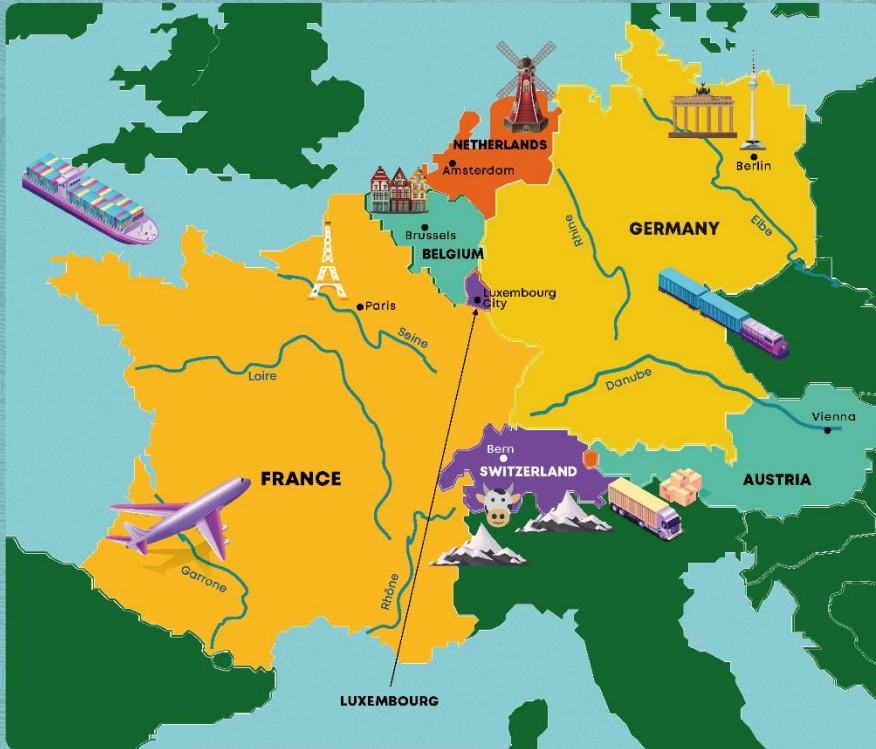 NETHERLANDS
Amsterdam
Berlin
Rhine
GERMANY
Elbe
Brussels
BELGIUM
Luxembourg
City
Paris
Seine
Loire
Danube
Vienna
Bern
SWITZERLAND
FRANCE
AUSTRIA
Garrone
Rhône
LUXEMBOURG